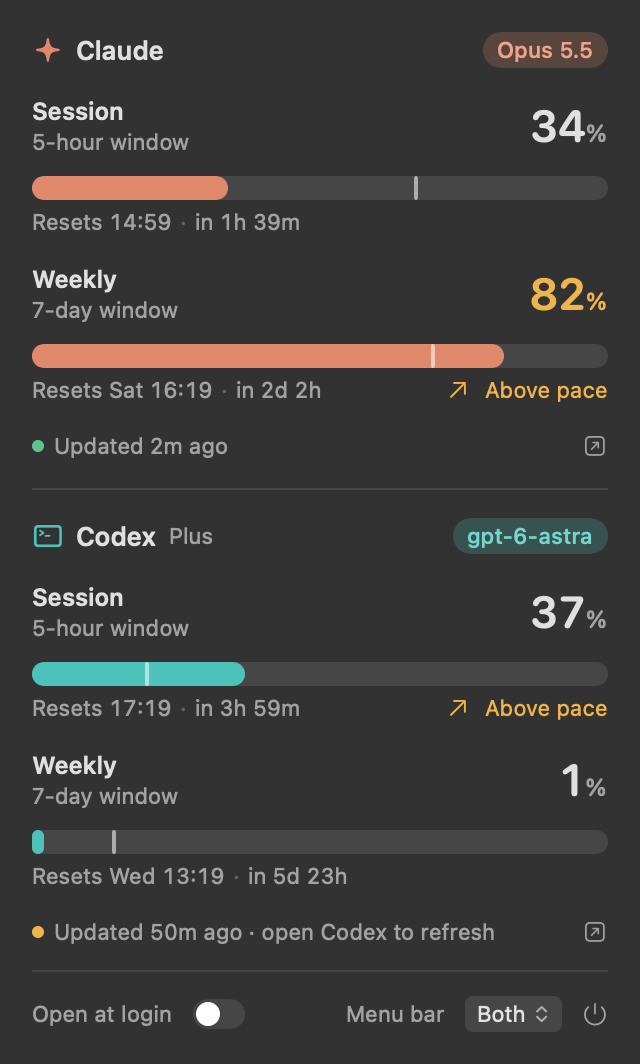 Claude Opus 5.5
Session
5-hour window
34%
Resets 14:59 · in 1h 39m
Weekly
7-day window
82%
Resets Sat 16:19 · in 2d 2h Above pace
Updated 2m ago
Codex Plus gpt-6-astra
Session
5-hour window
37%
Resets 17:19 · in 3h 59m Above pace
Weekly
7-day window
1%
Resets Wed 13:19 · in 5d 23h
Updated 50m ago · open Codex to refresh
Open at login Menu bar Both